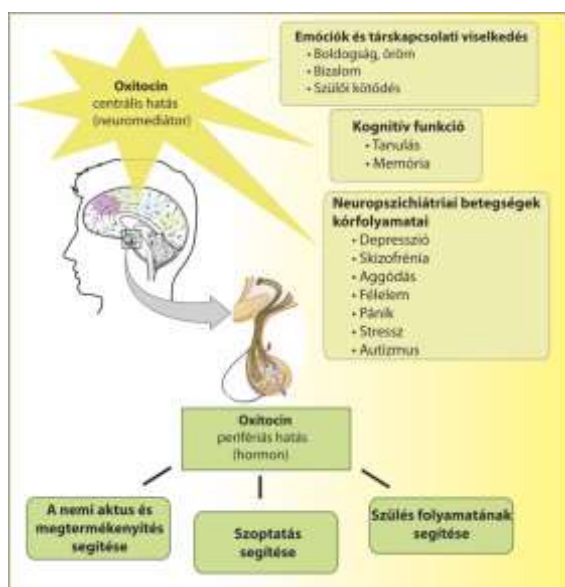 Emóciók és társkapcsolati viselkedés
• Boldogság, öröm
• Bizalom
• Szülői kötődés
Oxitocin
centrális hatás
(neuromediátor)
Kognitív funkció
• Tanulás
• Memória
Neuropszichiátriai betegségek
kórfolyamatai
• Depresszió
• Skizofrénia
• Aggódás
• Félelem
• Pánik
• Stressz
• Autizmus
Oxitocin
perifériás hatás
(hormon)
A nemi aktus és
megtermékenyítés
segítése
Szoptatás
segítése
Szülés folyamatának
segítése